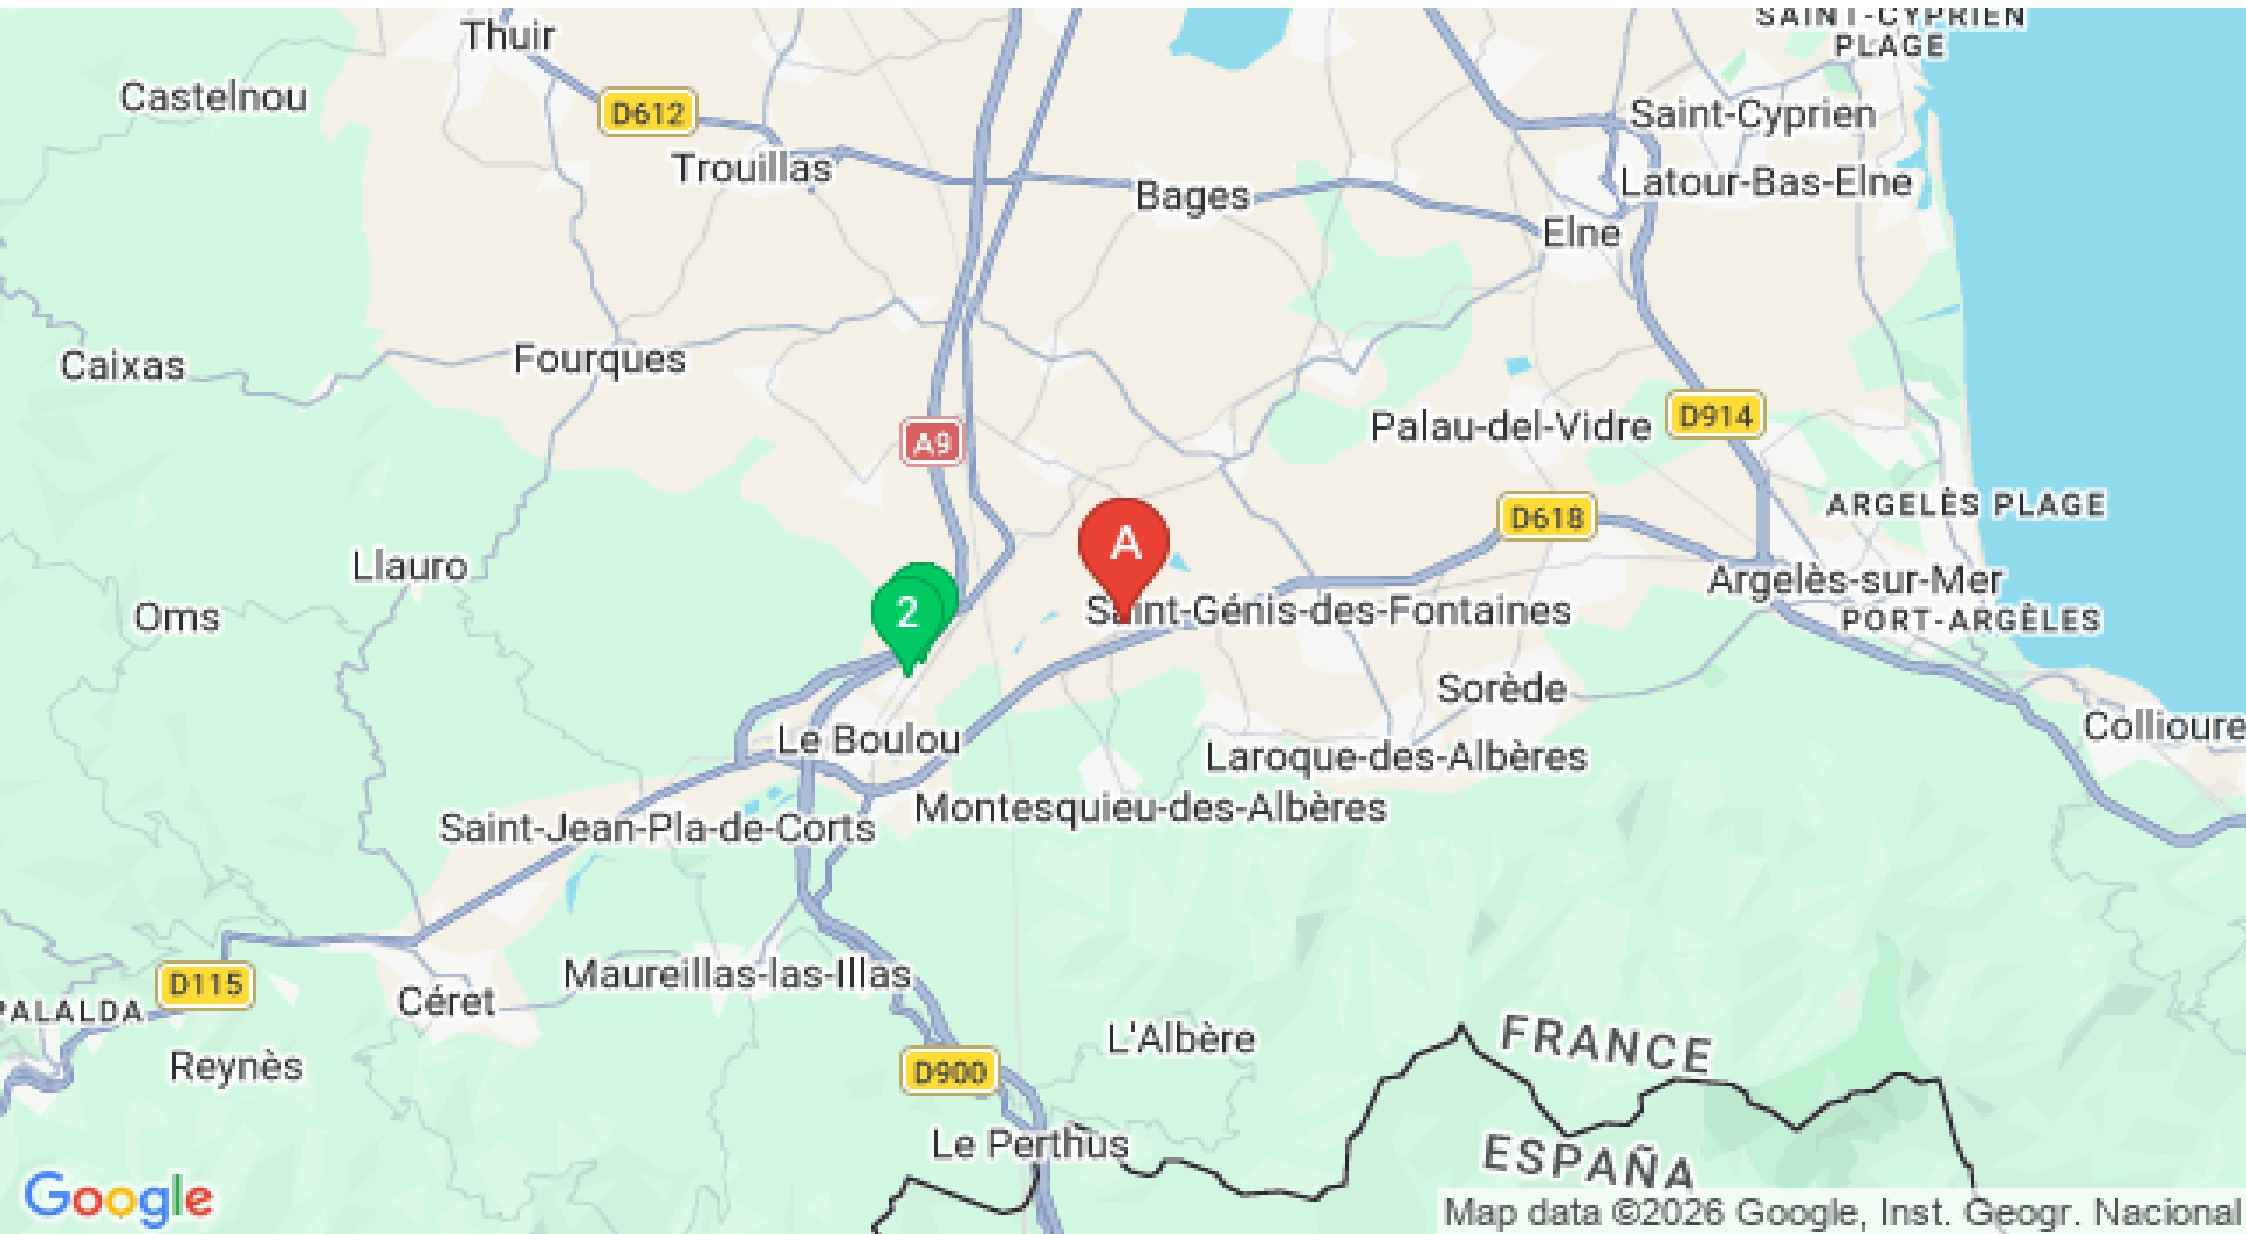 SAINT-CYPRIEN
PLAGE
Thuir
Castelnou
D612
Saint-Cyprien
Trouillas
Latour-Bas-Elne
Bages
Elne
Caixas
Fourques
A9
Palau-del-Vidre
D914
ARGELÈS PLAGE
D618
A
Llauro
Argelès-sur-Mer
Oms
2
Saint-Génis-des-Fontaines
PORT-ARGÈLES
Sorède
Collioure
Le Boulou
Laroque-des-Albères
Montesquieu-des-Albères
Saint-Jean-Pla-de-Corts
Maureillas-las-Illas
D115
Céret
PALALDA
L'Albère
FRANCE
Reynès
D900
Le Perthus
ESPAÑA
Google
Map data ©2026 Google, Inst. Geogr. Nacional